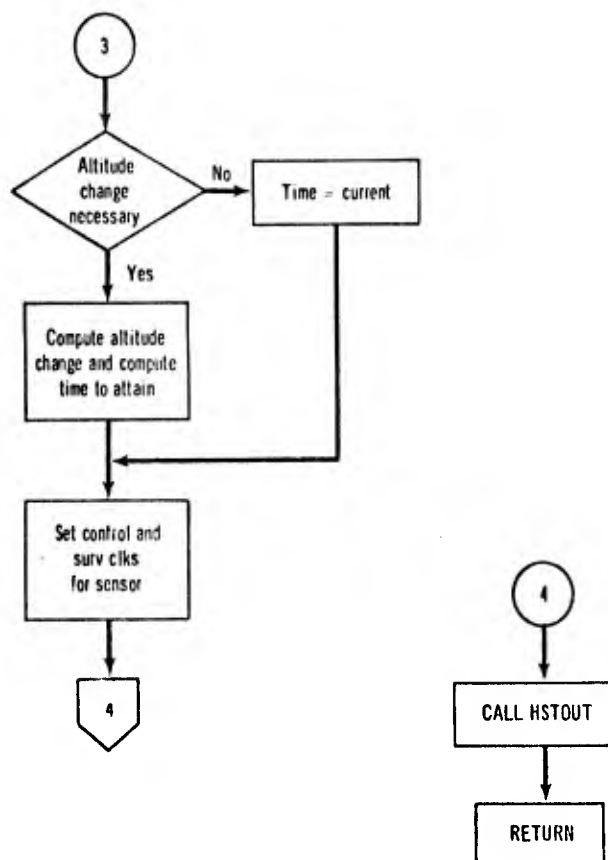 3
Altitude
change
necessary
No
Time = current
Yes
Compute altitude
change and compute
time to attain
Set control and
surv clks
for sensor
4
4
CALL HSTOUT
RETURN